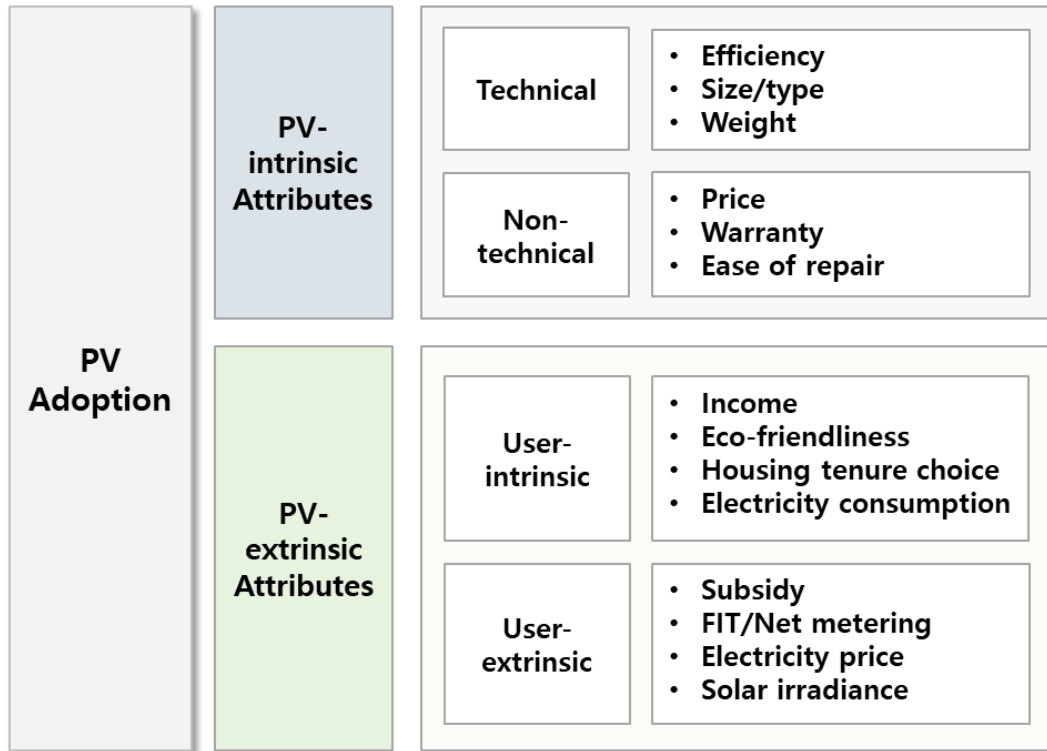 PV
Adoption
PV-
intrinsic
Attributes
Technical
• Efficiency
• Size/type
• Weight
Non-
technical
• Price
• Warranty
• Ease of repair
PV-
extrinsic
Attributes
User-
intrinsic
• Income
• Eco-friendliness
• Housing tenure choice
• Electricity consumption
User-
extrinsic
• Subsidy
• FIT/Net metering
• Electricity price
• Solar irradiance